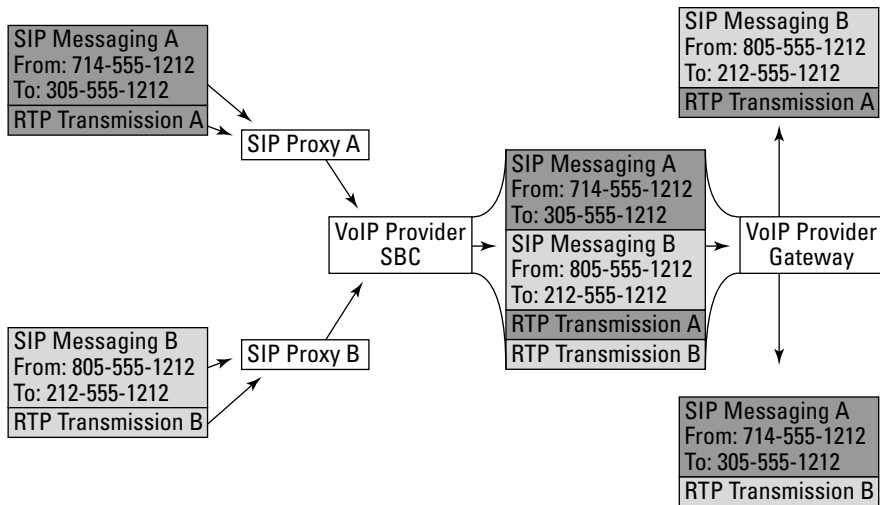 SIP Messaging A
From: 714-555-1212
To: 305-555-1212
RTP Transmission A
SIP Proxy A
SIP Messaging B
From: 805-555-1212
To: 212-555-1212
RTP Transmission B
SIP Proxy B
VoIP Provider
SBC
SIP Messaging A
From: 714-555-1212
To: 305-555-1212
SIP Messaging B
From: 805-555-1212
To: 212-555-1212
RTP Transmission A
RTP Transmission B
VoIP Provider
Gateway
SIP Messaging B
From: 805-555-1212
To: 212-555-1212
RTP Transmission A
SIP Messaging A
From: 714-555-1212
To: 305-555-1212
RTP Transmission B